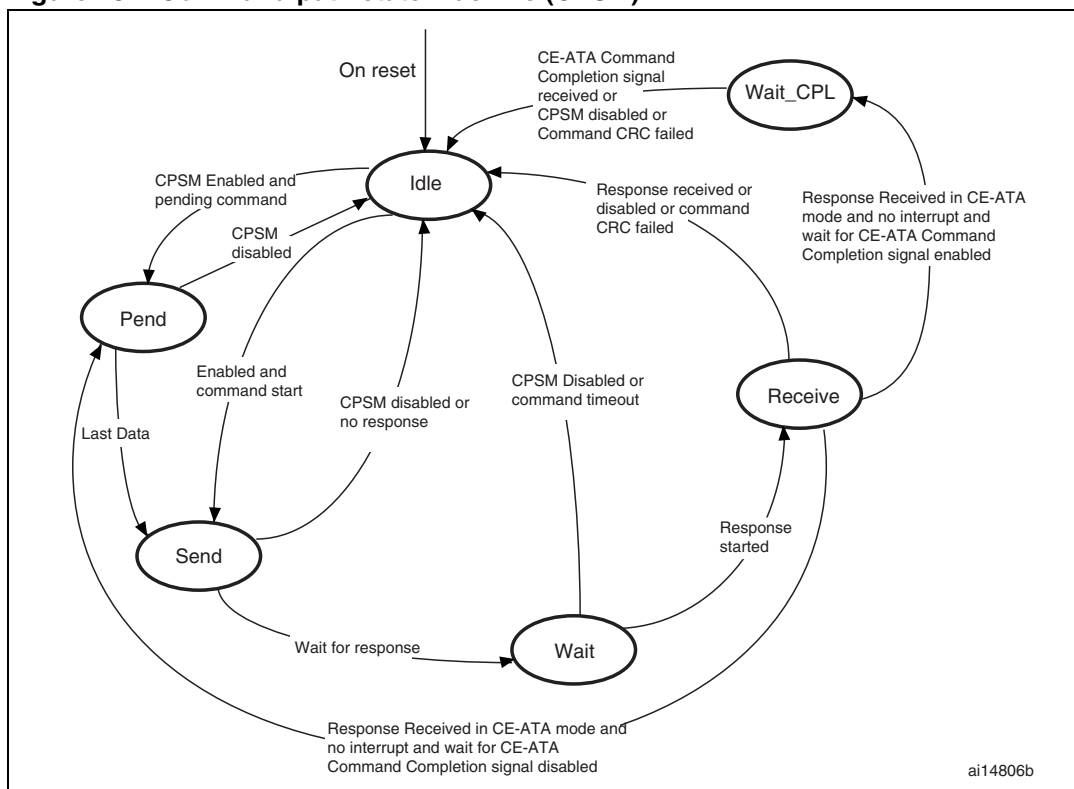 On reset
CE-ATA Command
Completion signal
received or
CPSM disabled or
Command CRC failed
Wait_CPL
Idle
CPSM Enabled and
pending command
CPSM
disabled
Response received or
disabled or command
CRC failed
Response Received in CE-ATA
mode and no interrupt and
wait for CE-ATA Command
Completion signal enabled
Pend
Enabled and
command start
CPSM disabled or
no response
CPSM Disabled or
command timeout
Receive
Last Data
Send
Response
started
Wait for response
Wait
Response Received in CE-ATA mode and
no interrupt and wait for CE-ATA
Command Completion signal disabled
ai14806b